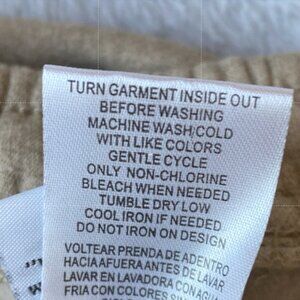 TURN GARMENT INSIDE OUT
BEFORE WASHING
MACHINE WASH COLD
WITH LIKE COLORS
GENTLE CYCLE
ONLY NON-CHLORINE
BLEACH WHEN NEEDED
TUMBLE DRY LOW
COOL IRON IF NEEDED
DO NOT IRON ON DESIGN
VOLTEAR PRENDA DE ADENTRO
HACIA AFUERA ANTES DE LAVAR
LAVAR EN LAVADORA CON AGUA
FRIA CON COLORES